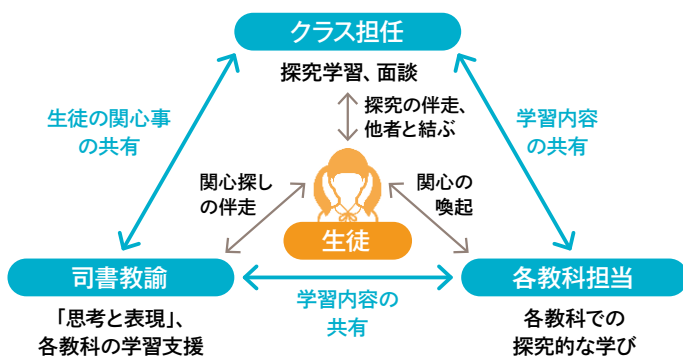 クラス担任
探究学習、面談
生徒の関心事
の共有
探究の伴走、
他者と結ぶ
学習内容
の共有
関心探し
の伴走
関心の
喚起
生徒
司書教諭
各教科担当
学習内容の
共有
「思考と表現」、
各教科の学習支援
各教科での
探究的な学び